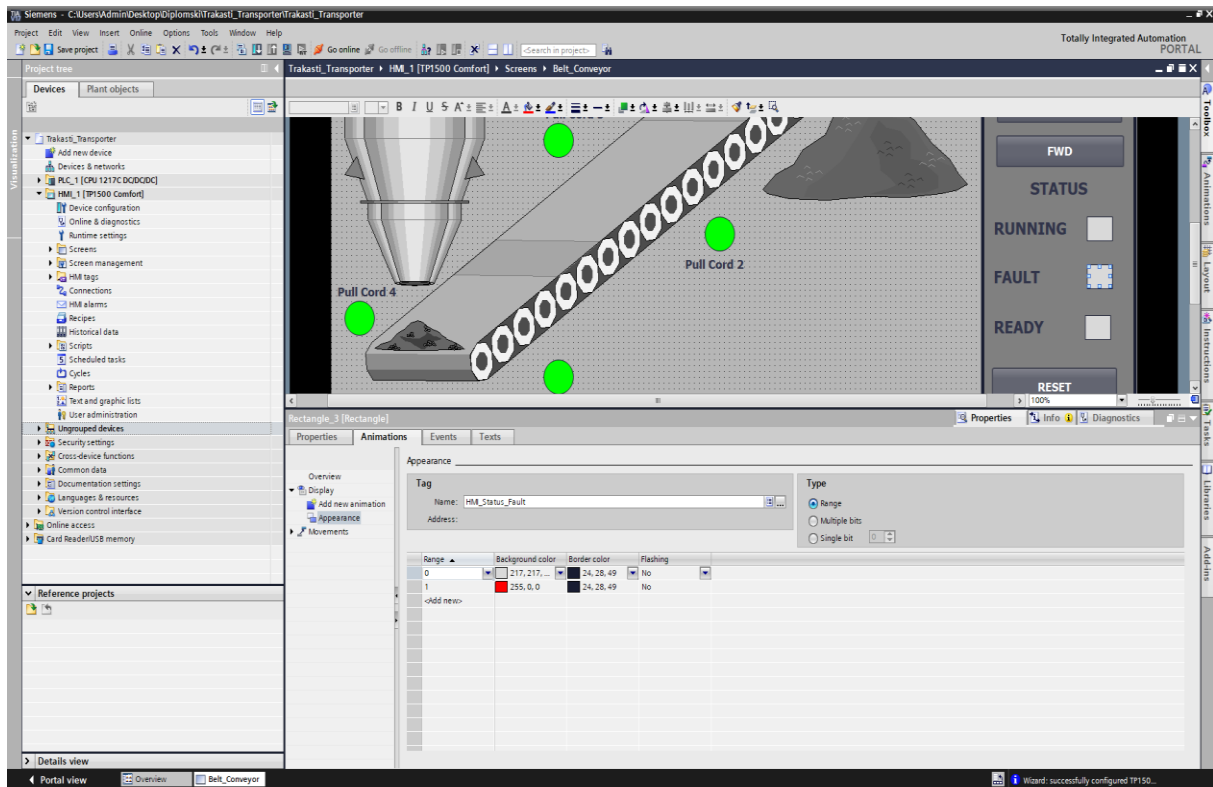 Siemens - C:\Users\Admin\Desktop\Diplomski\Trakasti_Transporter\Trakasti_Transporter
Project Edit View Insert Online Options Tools Window Help
Save project
Go online
Go offline
<Search in project>
Totally Integrated Automation
PORTAL
Project tree
Trakasti_Transporter ▸ HMI_1 [TP1500 Comfort] ▸ Screens ▸ Belt_Conveyor
Devices
Plant objects
Visualization
Trakasti_Transporter
Add new device
Devices & networks
PLC_1 [CPU 1217C DC/DC/DC]
HMI_1 [TP1500 Comfort]
Device configuration
Online & diagnostics
Runtime settings
Screens
Screen management
HMI tags
Connections
HMI alarms
Recipes
Historical data
Scripts
Scheduled tasks
Cycles
Reports
Text and graphic lists
User administration
Ungrouped devices
Security settings
Cross-device functions
Common data
Documentation settings
Languages & resources
Version control interface
Online access
Card Reader/USB memory
Reference projects
Details view
B I U S A
Pull Cord 2
Pull Cord 4
FWD
STATUS
RUNNING
FAULT
READY
RESET
100%
Rectangle_3 [Rectangle]
Properties
Info
Diagnostics
Properties
Animations
Events
Texts
Overview
Display
Add new animation
Appearance
Movements
Appearance
Tag
Name: HMI_Status_Fault
Address:
Type
Range
Multiple bits
Single bit 0
Range Background color Border color Flashing
0 217, 217, ... 24, 28, 49 No
1 255, 0, 0 24, 28, 49 No
<Add new>
Toolbox
Animations
Layout
Instructions
Tasks
Libraries
Add-ins
Portal view
Overview
Belt_Conveyor
Wizard: successfully configured TP150...